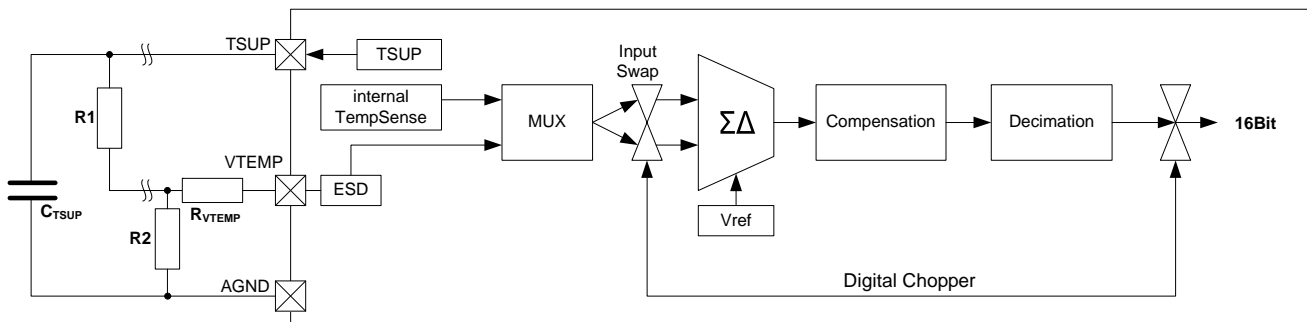 TSUP
TSUP
Input
Swap
R1
internal
TempSense
MUX
ΣΔ
Compensation
Decimation
16Bit
VTEMP
ESD
CTSUP
RVTEMP
R2
Vref
AGND
Digital Chopper